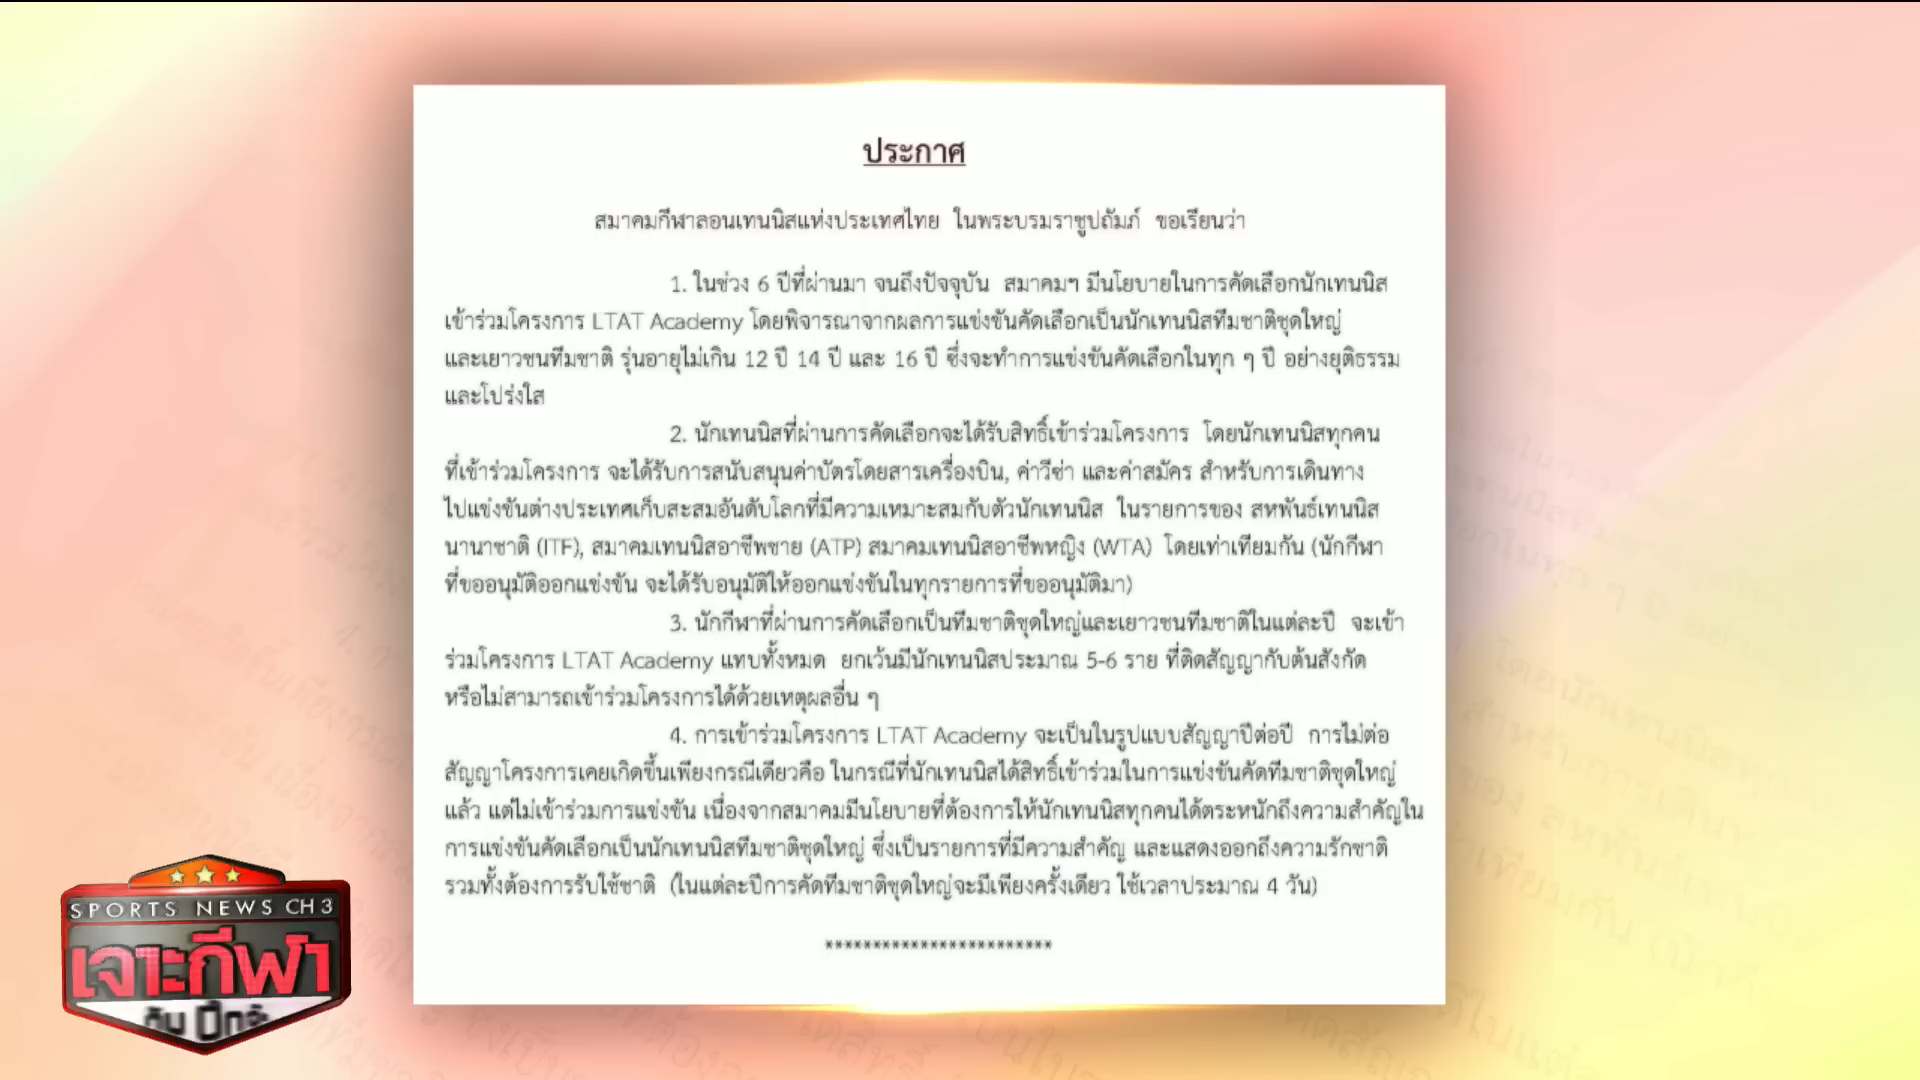 ประกาศ
สมาคมกีฬาลอนเทนนิสแห่งประเทศไทย ในพระบรมราชูปถัมภ์ ขอเรียนว่า
1. ในช่วง 6 ปีที่ผ่านมา จนถึงปัจจุบัน สมาคมฯ มีนโยบายในการคัดเลือกนักเทนนิส
เข้าร่วมโครงการ LTAT Academy โดยพิจารณาจากผลการแข่งขันคัดเลือกเป็นนักเทนนิสทีมชาติชุดใหญ่
และเยาวชนทีมชาติ รุ่นอายุไม่เกิน 12 ปี 14 ปี และ 16 ปี ซึ่งจะทำการแข่งขันคัดเลือกในทุก ๆ ปี อย่างยุติธรรม
และโปร่งใส
2. นักเทนนิสที่ผ่านการคัดเลือกจะได้รับสิทธิ์เข้าร่วมโครงการ โดยนักเทนนิสทุกคน
ที่เข้าร่วมโครงการ จะได้รับการสนับสนุนค่าบัตรโดยสารเครื่องบิน, ค่าวีซ่า และค่าสมัคร สำหรับการเดินทาง
ไปแข่งขันต่างประเทศเก็บสะสมอันดับโลกที่มีความเหมาะสมกับตัวนักเทนนิส ในรายการของ สหพันธ์เทนนิส
นานาชาติ (ITF), สมาคมเทนนิสอาชีพชาย (ATP) สมาคมเทนนิสอาชีพหญิง (WTA) โดยเท่าเทียมกัน (นักกีฬา
ที่ขออนุมัติออกแข่งขัน จะได้รับอนุมัติให้ออกแข่งขันในทุกรายการที่ขออนุมัติมา)
3. นักกีฬาที่ผ่านการคัดเลือกเป็นทีมชาติชุดใหญ่และเยาวชนทีมชาติในแต่ละปี จะเข้า
ร่วมโครงการ LTAT Academy แทบทั้งหมด ยกเว้นมีนักเทนนิสประมาณ 5-6 ราย ที่ติดสัญญากับต้นสังกัด
หรือไม่สามารถเข้าร่วมโครงการได้ด้วยเหตุผลอื่น ๆ
4. การเข้าร่วมโครงการ LTAT Academy จะเป็นในรูปแบบสัญญาปีต่อปี การไม่ต่อ
สัญญาโครงการเคยเกิดขึ้นเพียงกรณีเดียวคือ ในกรณีที่นักเทนนิสได้สิทธิ์เข้าร่วมในการแข่งขันคัดทีมชาติชุดใหญ่
แล้ว แต่ไม่เข้าร่วมการแข่งขัน เนื่องจากสมาคมมีนโยบายที่ต้องการให้นักเทนนิสทุกคนได้ตระหนักถึงความสำคัญใน
การแข่งขันคัดเลือกเป็นนักเทนนิสทีมชาติชุดใหญ่ ซึ่งเป็นรายการที่มีความสำคัญ และแสดงออกถึงความรักชาติ
รวมทั้งต้องการรับใช้ชาติ (ในแต่ละปีการคัดทีมชาติชุดใหญ่จะมีเพียงครั้งเดียว ใช้เวลาประมาณ 4 วัน)
************************
SPORTS NEWS CH3
เจาะกีฬา